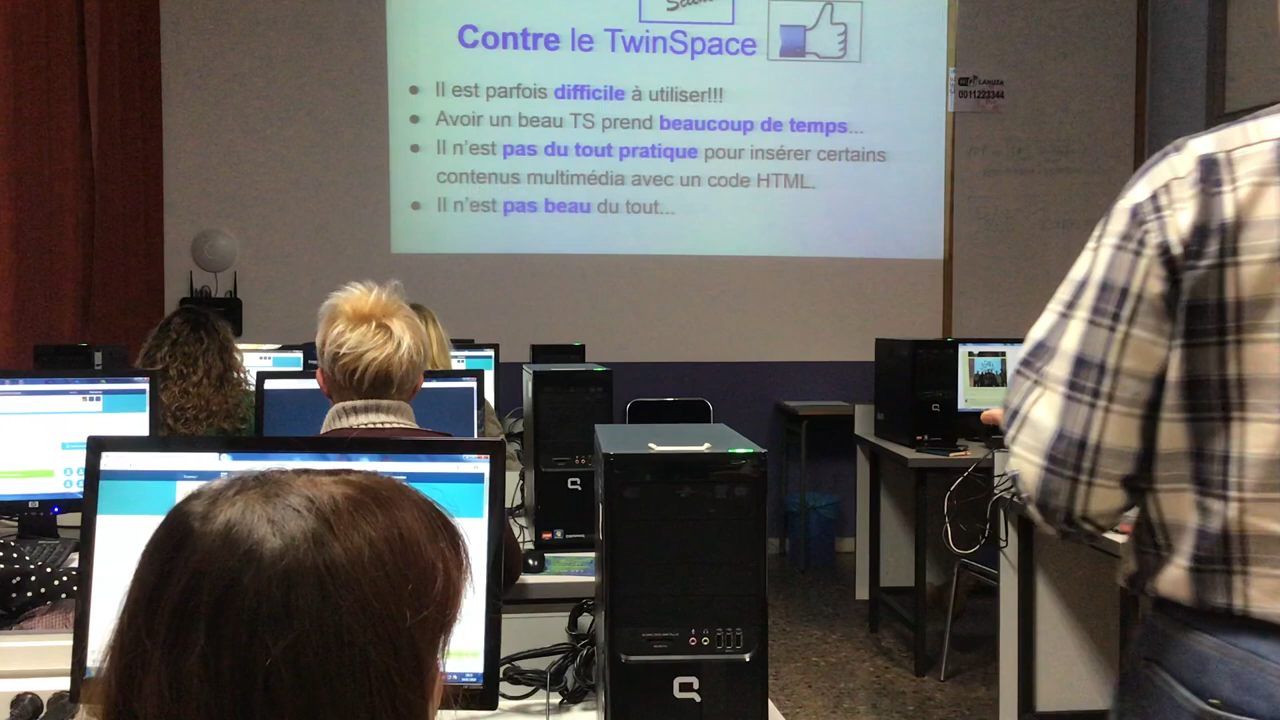 Contre le TwinSpace
● Il est parfois difficile à utiliser!!!
● Avoir un beau TS prend beaucoup de temps...
● Il n'est pas du tout pratique pour insérer certains
contenus multimédia avec un code HTML.
● Il n'est pas beau du tout...
0011223344